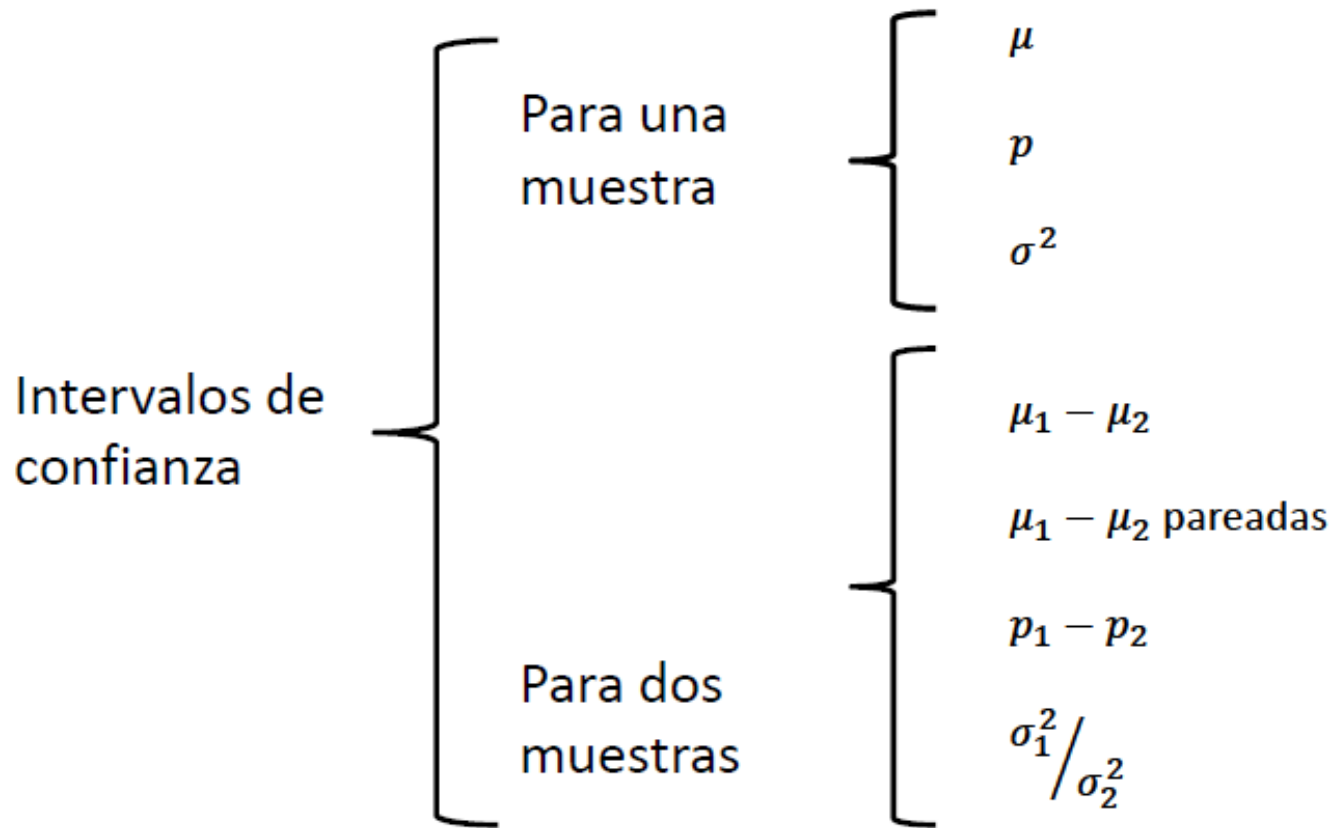 Intervalos de
confianza
Para una
muestra
μ
p
σ²
Para dos
muestras
μ₁ − μ₂
μ₁ − μ₂ pareadas
p₁ − p₂
σ₁²/σ₂²